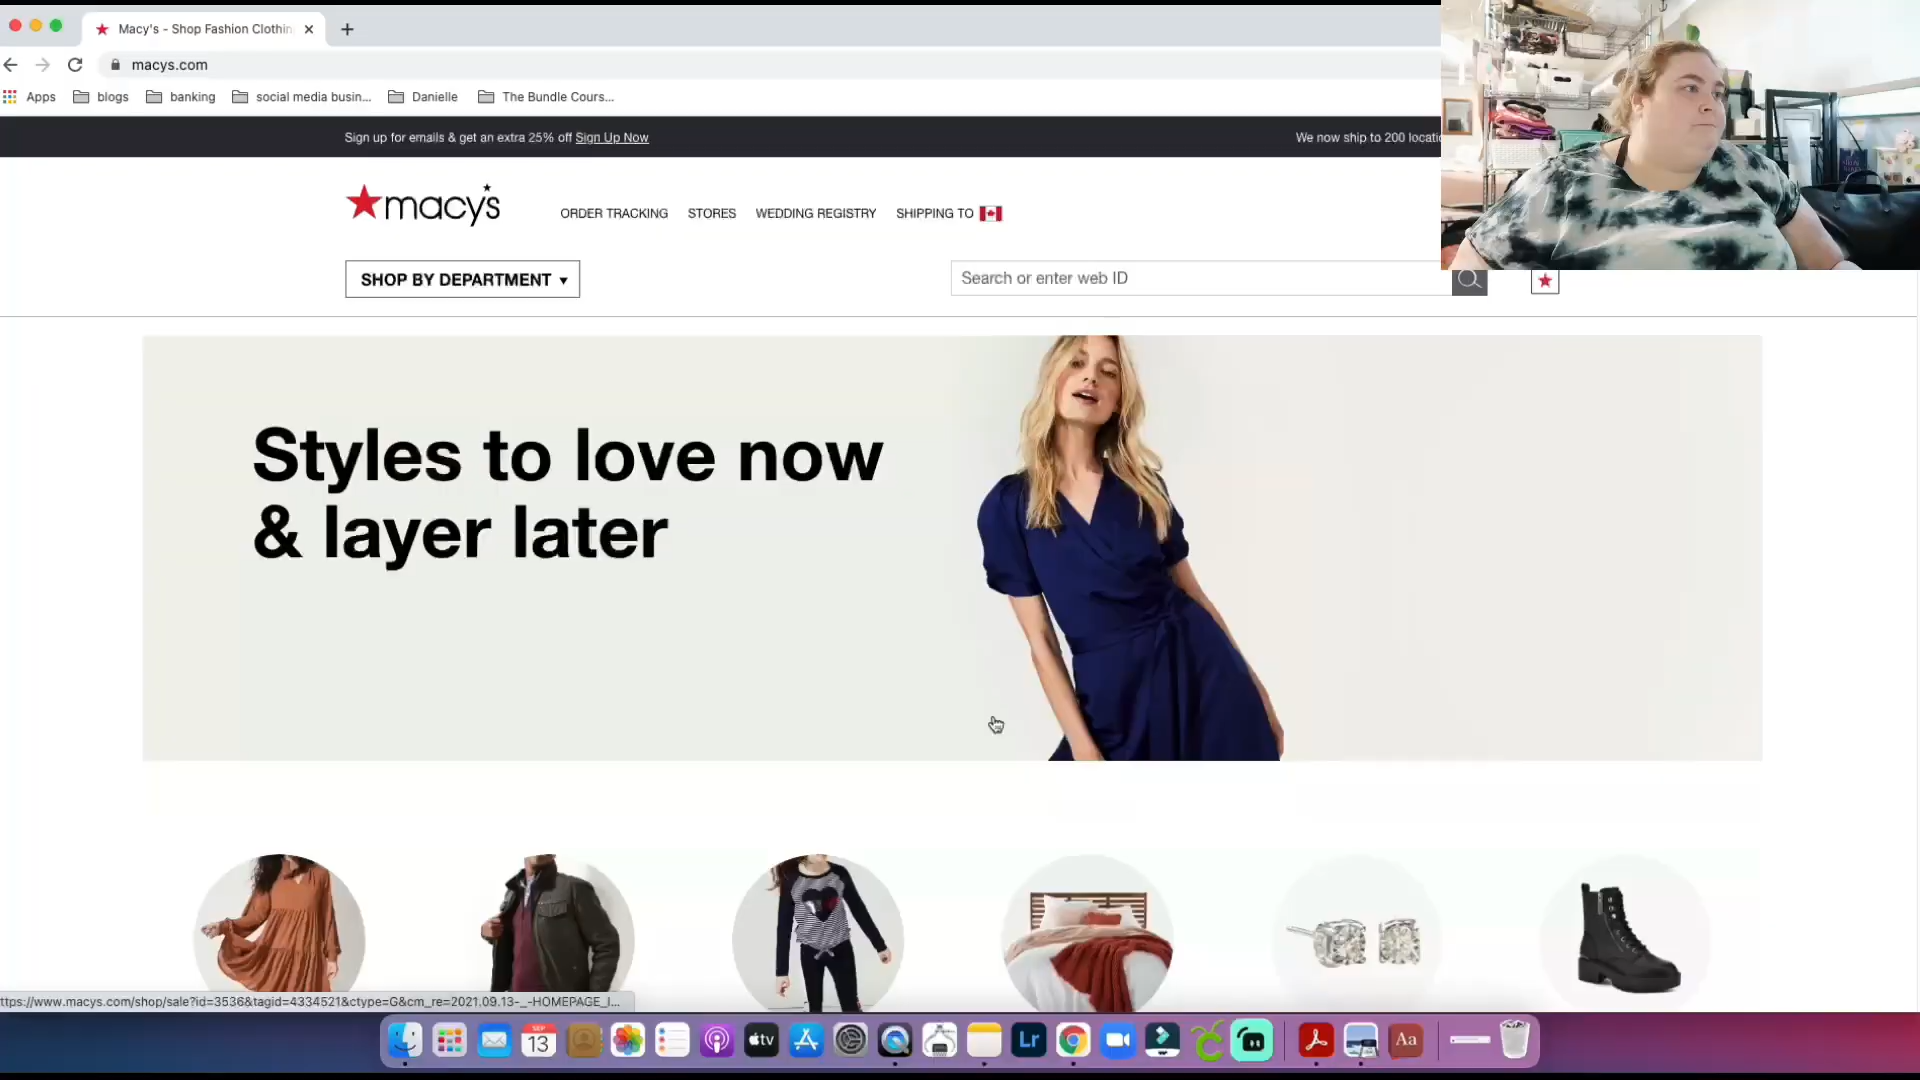 Macy's - Shop Fashion Clothin
macys.com
Apps blogs banking social media busin... Danielle The Bundle Cours...
Sign up for emails & get an extra 25% off Sign Up Now
We now ship to 200 locatio
macy's
ORDER TRACKING STORES WEDDING REGISTRY SHIPPING TO
SHOP BY DEPARTMENT
Search or enter web ID
Styles to love now
& layer later
ttps://www.macys.com/shop/sale?id=3536&tagid=4334521&ctype=G&cm_re=2021.09.13-_-HOMEPAGE_I...
SEP
13
tv
Lr
Aa